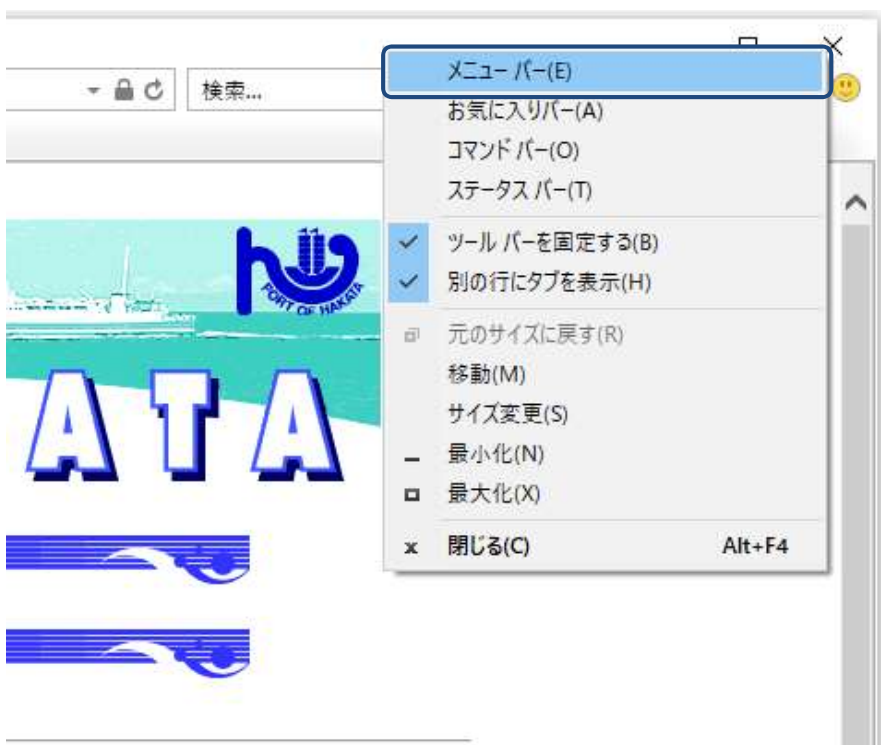 メニュー バー(E)
検索...
お気に入りバー(A)
コマンド バー(O)
ステータス バー(T)
ツール バーを固定する(B)
別の行にタブを表示(H)
PORT OF HAKATA
元のサイズに戻す(R)
移動(M)
サイズ変更(S)
ATA
最小化(N)
最大化(X)
閉じる(C) Alt+F4